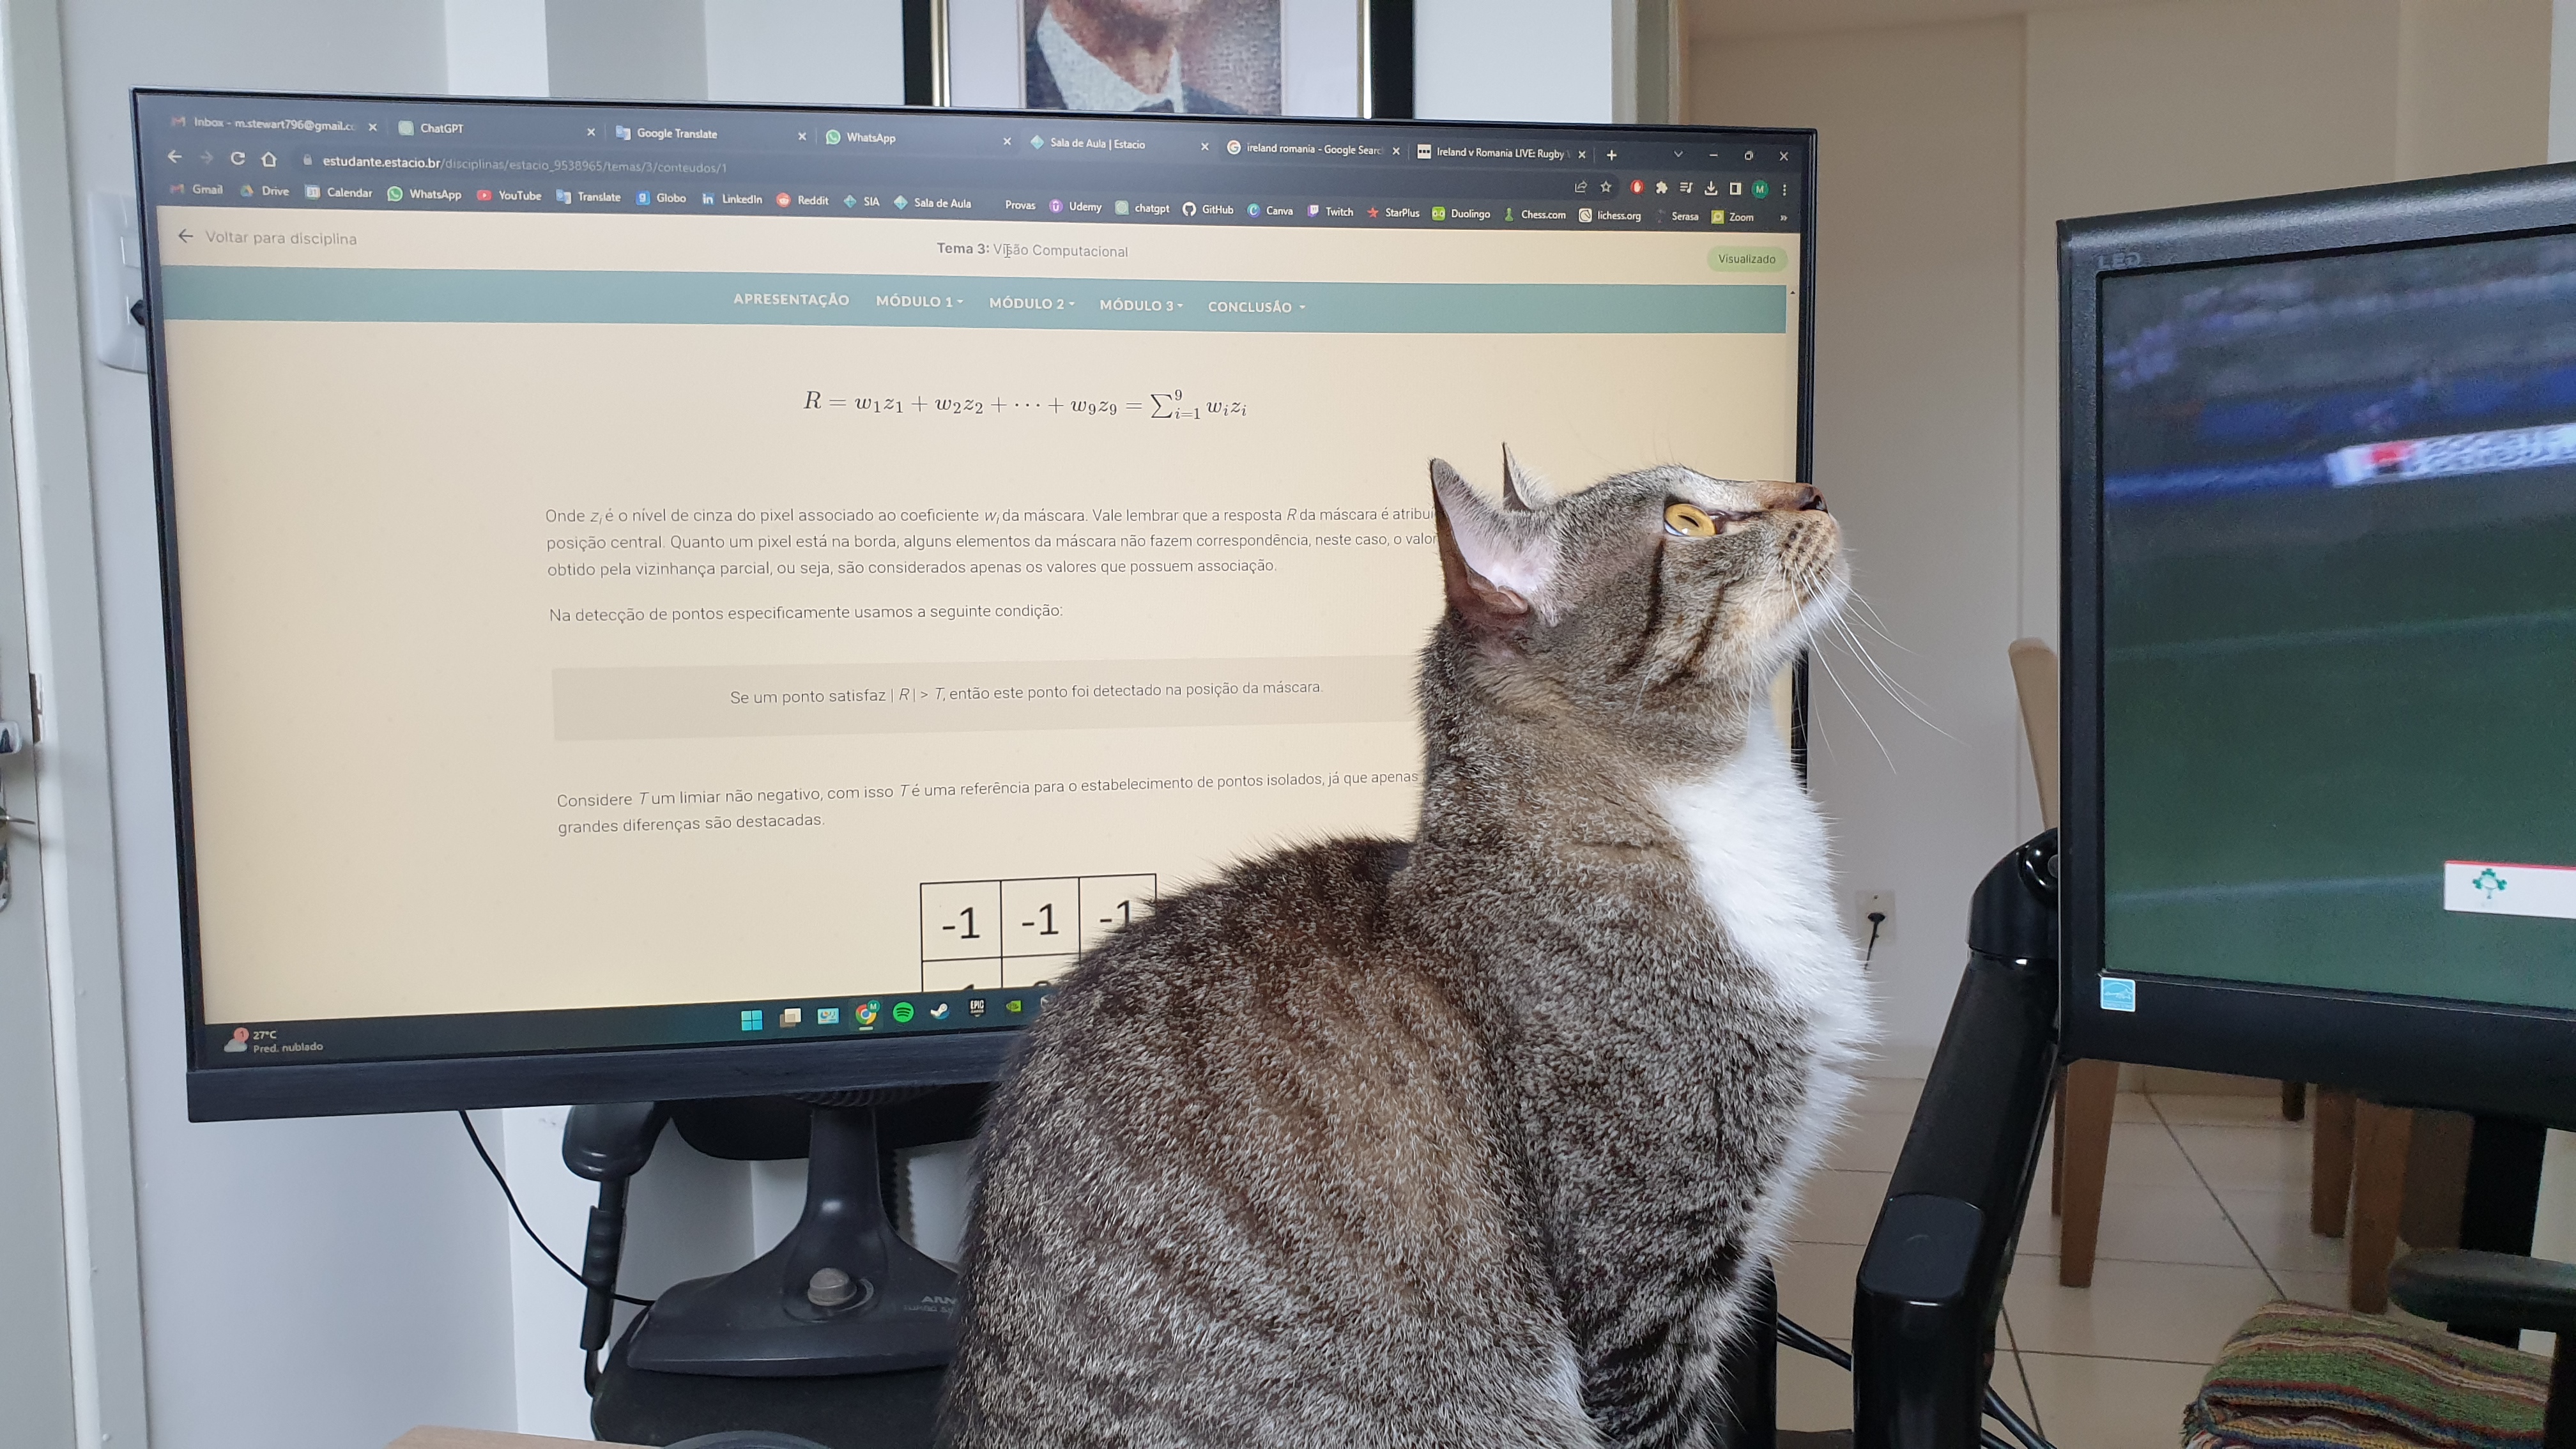 Inbox - m.stewart796@gmail.co
ChatGPT
Google Translate
WhatsApp
Sala de Aula | Estacio
ireland romania - Google Searc
Ireland v Romania LIVE: Rugby
estudante.estacio.br/disciplinas/estacio_9538965/temas/3/conteudos/1
Gmail Drive Calendar WhatsApp YouTube Translate Globo LinkedIn Reddit SIA Sala de Aula Provas Udemy chatgpt GitHub Canva Twitch StarPlus Duolingo Chess.com lichess.org Serasa Zoom »
Voltar para disciplina
Tema 3: Visão Computacional
Visualizado
APRESENTAÇÃO MÓDULO 1 MÓDULO 2 MÓDULO 3 CONCLUSÃO
R = w₁z₁ + w₂z₂ + ⋯ + w₉z₉ = ∑⁹ᵢ₌₁ wᵢzᵢ
Onde zᵢ é o nível de cinza do pixel associado ao coeficiente wᵢ da máscara. Vale lembrar que a resposta R da máscara é atribuí
posição central. Quanto um pixel está na borda, alguns elementos da máscara não fazem correspondência, neste caso, o valor
obtido pela vizinhança parcial, ou seja, são considerados apenas os valores que possuem associação.
Na detecção de pontos especificamente usamos a seguinte condição:
Se um ponto satisfaz | R | > T, então este ponto foi detectado na posição da máscara.
Considere T um limiar não negativo, com isso T é uma referência para o estabelecimento de pontos isolados, já que apenas
grandes diferenças são destacadas.
-1 -1 -1
1
27°C
Pred. nublado
EPIC
M
LED